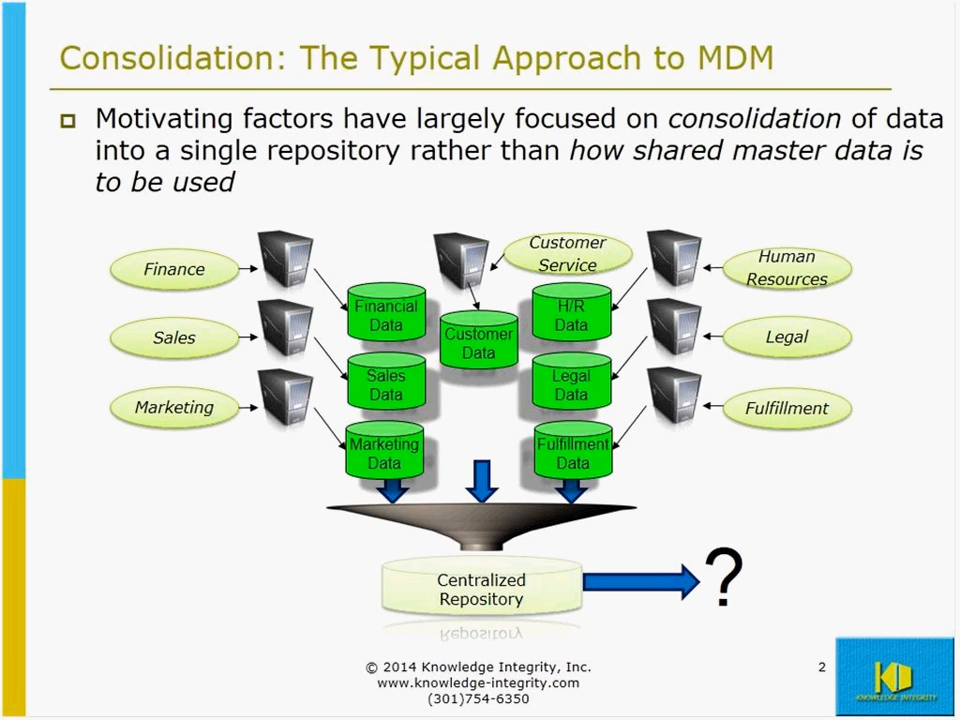 Consolidation: The Typical Approach to MDM
Motivating factors have largely focused on consolidation of data
into a single repository rather than how shared master data is
to be used
Finance
Sales
Marketing
Customer
Service
Human
Resources
Legal
Fulfillment
Financial
Data
Sales
Data
Marketing
Data
Customer
Data
H/R
Data
Legal
Data
Fulfillment
Data
Centralized
Repository
?
Repository
© 2014 Knowledge Integrity, Inc.
www.knowledge-integrity.com
(301)754-6350
2
KNOWLEDGE INTEGRITY